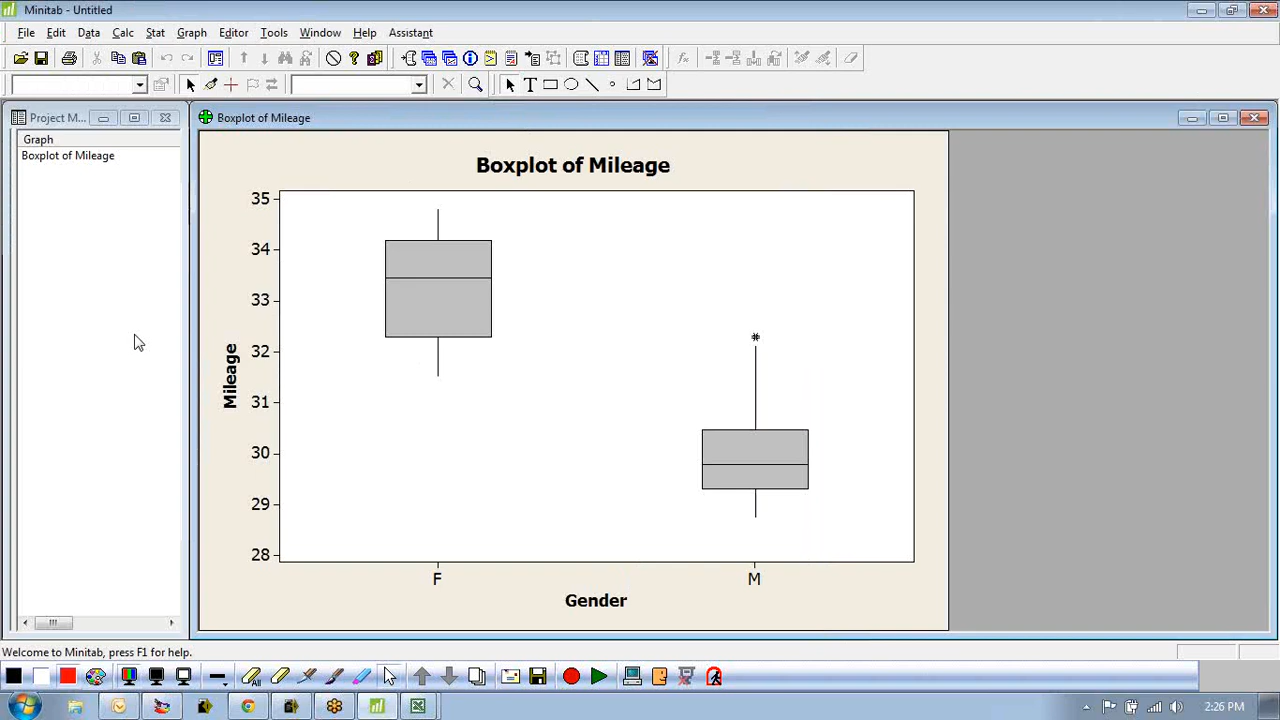 Minitab - Untitled
File Edit Data Calc Stat Graph Editor Tools Window Help Assistant
Project M...
Graph
Boxplot of Mileage
Boxplot of Mileage
Boxplot of Mileage
35
34
33
32
31
30
29
28
Mileage
F M
Gender
Welcome to Minitab, press F1 for help.
2:26 PM